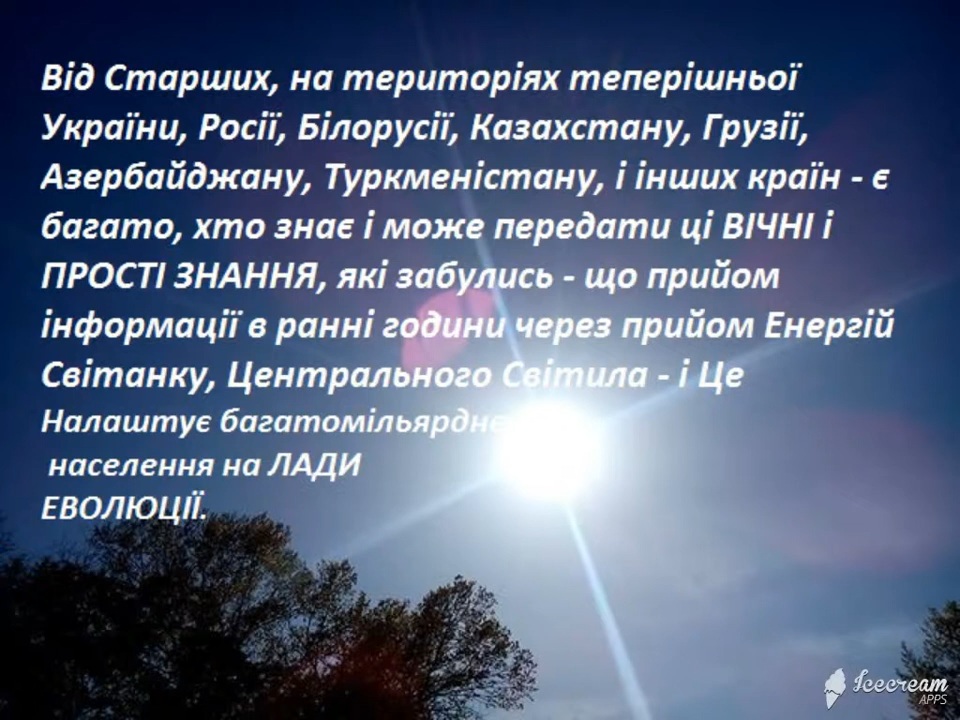 Від Старших, на територіях теперішньої
України, Росії, Білорусії, Казахстану, Грузії,
Азербайджану, Туркменістану, і інших країн - є
багато, хто знає і може передати ці ВІЧНІ і
ПРОСТІ ЗНАННЯ, які забулись - що прийом
інформації в ранні години через прийом Енергій
Світанку, Центрального Світила - і Це
Налаштує багатомільярдне
населення на ЛАДИ
ЕВОЛЮЦІЇ.
Icecream
APPS